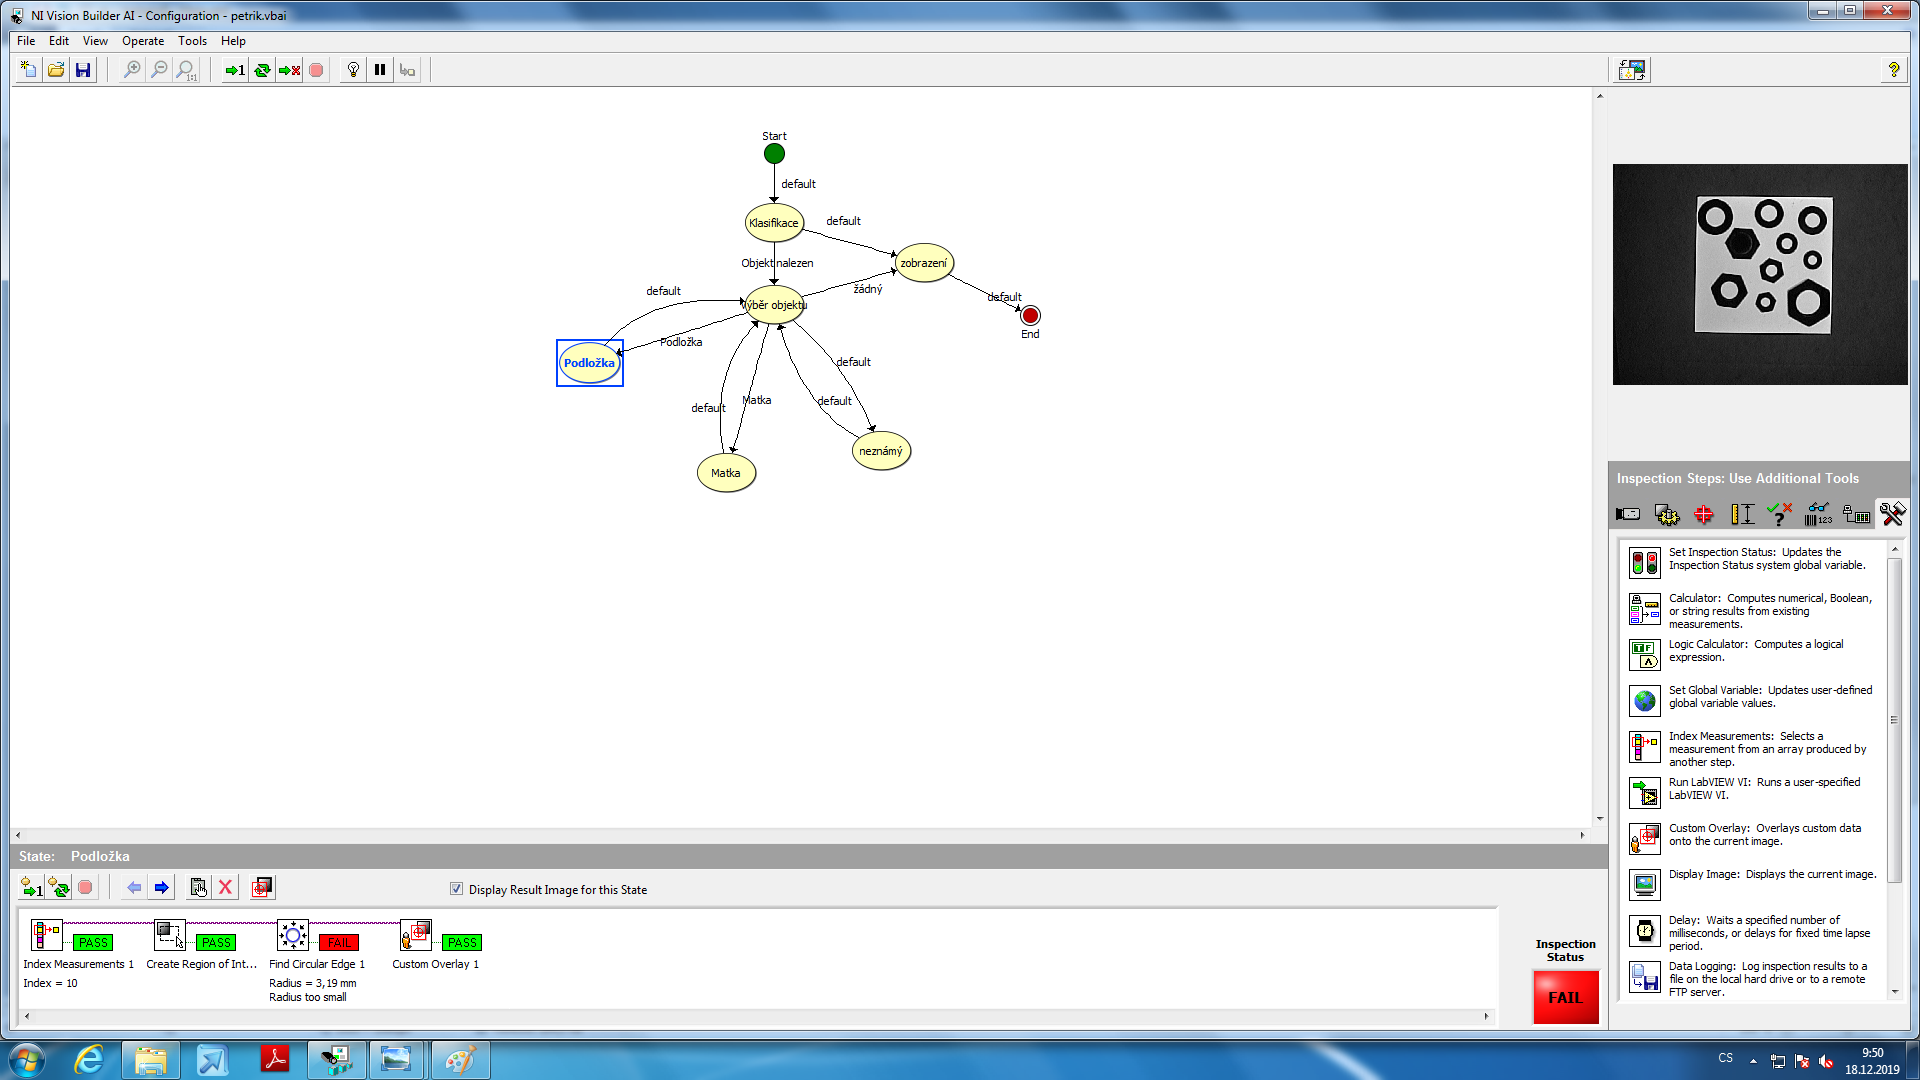 NI Vision Builder AI - Configuration - petrik.vbai
File Edit View Operate Tools Help
Start
default
Klasifikace
default
Objekt nalezen
zobrazení
default
žádný
default
End
výběr objektu
Podložka
Podložka
default
default
Matka
default
neznámý
Matka
Inspection Steps: Use Additional Tools
Set Inspection Status: Updates the
Inspection Status system global variable.
Calculator: Computes numerical, Boolean,
or string results from existing
measurements.
Logic Calculator: Computes a logical
expression.
Set Global Variable: Updates user-defined
global variable values.
Index Measurements: Selects a
measurement from an array produced by
another step.
Run LabVIEW VI: Runs a user-specified
LabVIEW VI.
Custom Overlay: Overlays custom data
onto the current image.
Display Image: Displays the current image.
Delay: Waits a specified number of
milliseconds, or delays for fixed time lapse
period.
Data Logging: Log inspection results to a
file on the local hard drive or to a remote
FTP server.
State: Podložka
Display Result Image for this State
PASS PASS FAIL PASS
Index Measurements 1 Create Region of Int... Find Circular Edge 1 Custom Overlay 1
Index = 10 Radius = 3,19 mm
Radius too small
Inspection
Status
FAIL
CS
9:50
18.12.2019